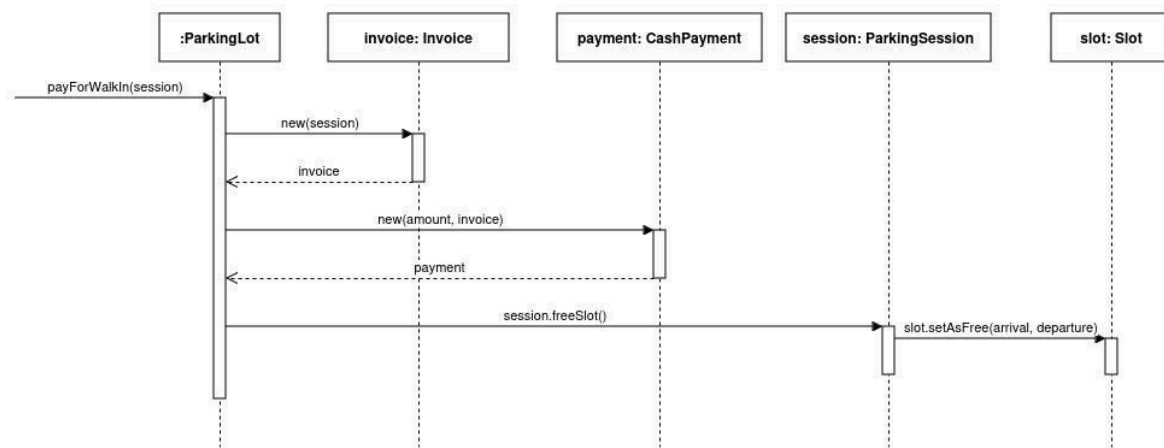 :ParkingLot
invoice: Invoice
payment: CashPayment
session: ParkingSession
slot: Slot
payForWalkIn(session)
new(session)
invoice
new(amount, invoice)
payment
session.freeSlot()
slot.setAsFree(arrival, departure)